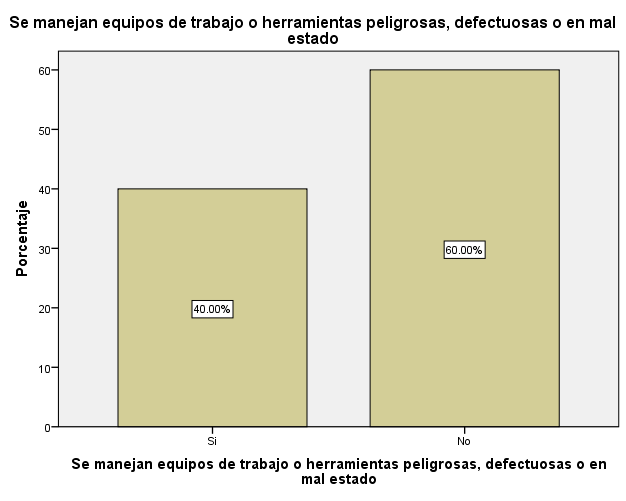 Se manejan equipos de trabajo o herramientas peligrosas, defectuosas o en mal
estado
Porcentaje
60
50
40
30
20
10
0
40.00%
60.00%
Si
No
Se manejan equipos de trabajo o herramientas peligrosas, defectuosas o en
mal estado